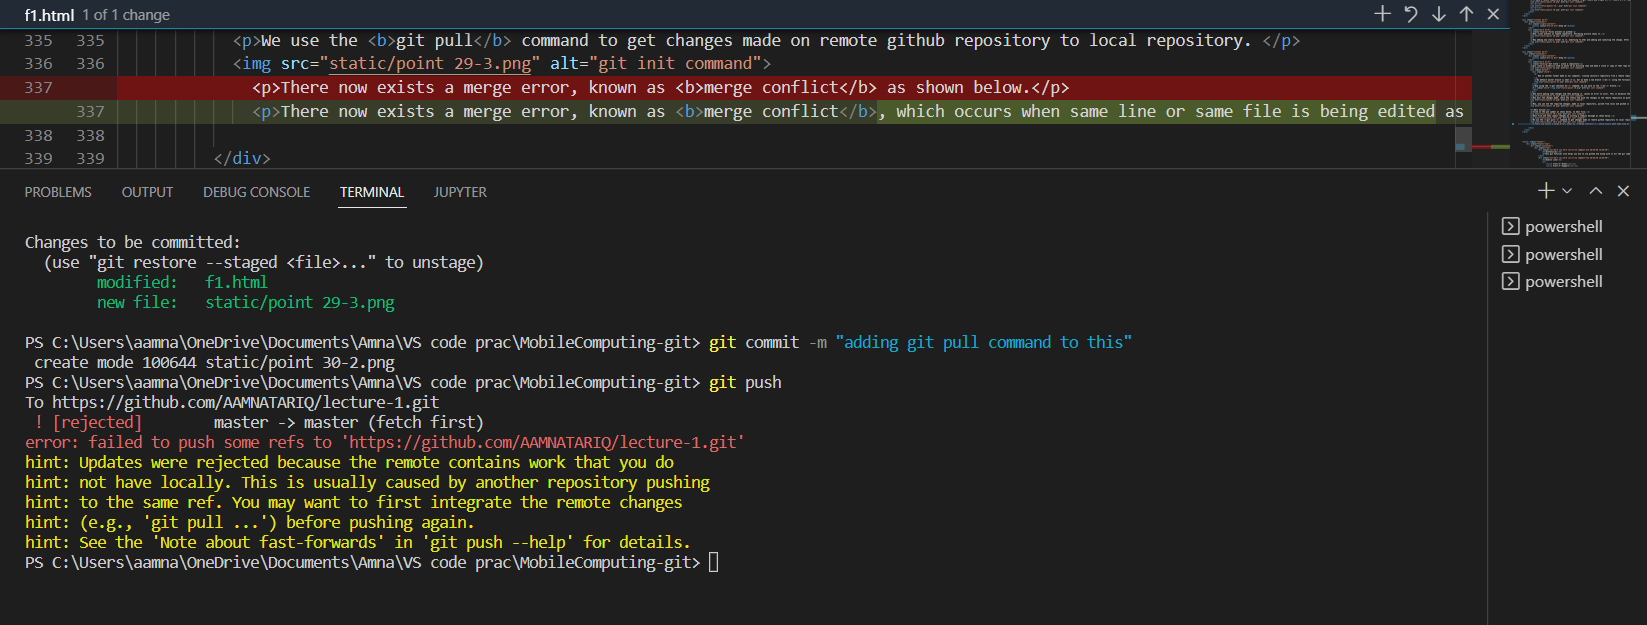 f1.html 1 of 1 change
335 335 <p>We use the <b>git pull</b> command to get changes made on remote github repository to local repository. </p>
336 336 <img src="static/point 29-3.png" alt="git init command">
337 <p>There now exists a merge error, known as <b>merge conflict</b> as shown below.</p>
337 <p>There now exists a merge error, known as <b>merge conflict</b>, which occurs when same line or same file is being edited as
338 338
339 339 </div>
PROBLEMS OUTPUT DEBUG CONSOLE TERMINAL JUPYTER
powershell
powershell
powershell
Changes to be committed:
(use "git restore --staged <file>..." to unstage)
modified: f1.html
new file: static/point 29-3.png
PS C:\Users\aamna\OneDrive\Documents\Amna\VS code prac\MobileComputing-git> git commit -m "adding git pull command to this"
create mode 100644 static/point 30-2.png
PS C:\Users\aamna\OneDrive\Documents\Amna\VS code prac\MobileComputing-git> git push
To https://github.com/AAMNATARIQ/lecture-1.git
! [rejected] master -> master (fetch first)
error: failed to push some refs to 'https://github.com/AAMNATARIQ/lecture-1.git'
hint: Updates were rejected because the remote contains work that you do
hint: not have locally. This is usually caused by another repository pushing
hint: to the same ref. You may want to first integrate the remote changes
hint: (e.g., 'git pull ...') before pushing again.
hint: See the 'Note about fast-forwards' in 'git push --help' for details.
PS C:\Users\aamna\OneDrive\Documents\Amna\VS code prac\MobileComputing-git>